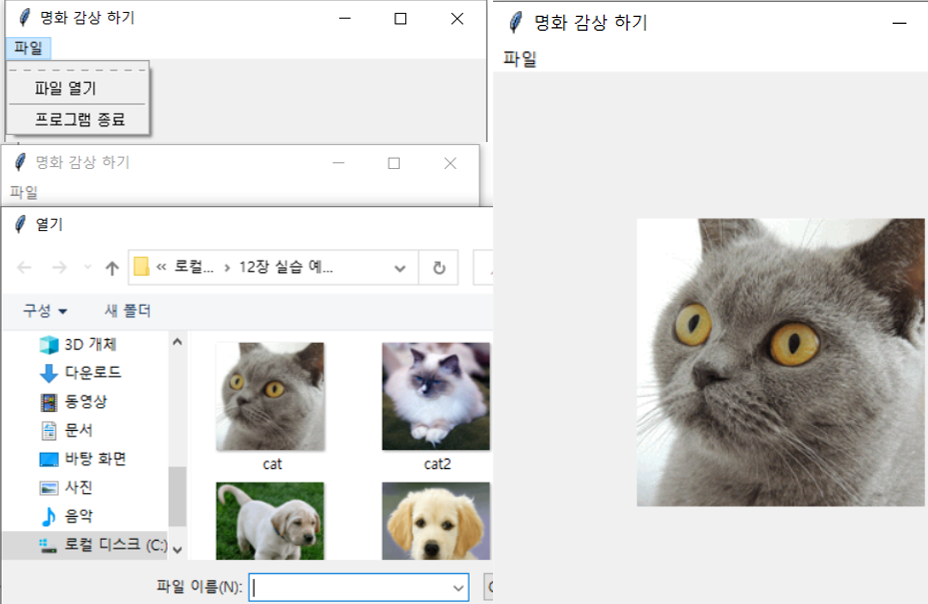 명화 감상 하기
파일
파일 열기
프로그램 종료
명화 감상 하기
파일
열기
« 로컬... › 12장 실습 예...
구성 새 폴더
3D 개체
다운로드
동영상
문서
바탕 화면
사진
음악
로컬 디스크 (C:)
cat cat2
파일 이름(N):
명화 감상 하기
파일